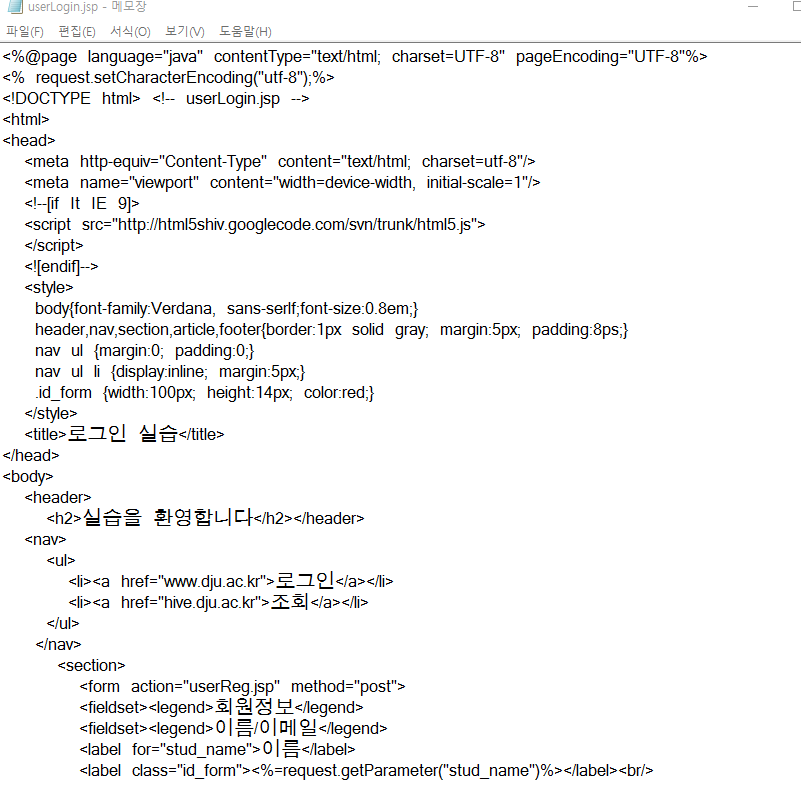 userLogin.jsp - 메모장
파일(F) 편집(E) 서식(O) 보기(V) 도움말(H)
<%@page language="java" contentType="text/html; charset=UTF-8" pageEncoding="UTF-8"%>
<% request.setCharacterEncoding("utf-8");%>
<!DOCTYPE html> <!-- userLogin.jsp -->
<html>
<head>
<meta http-equiv="Content-Type" content="text/html; charset=utf-8"/>
<meta name="viewport" content="width=device-width, initial-scale=1"/>
<!--[if lt IE 9]>
<script src="http://html5shiv.googlecode.com/svn/trunk/html5.js">
</script>
<![endif]-->
<style>
body{font-family:Verdana, sans-serlf;font-size:0.8em;}
header,nav,section,article,footer{border:1px solid gray; margin:5px; padding:8ps;}
nav ul {margin:0; padding:0;}
nav ul li {display:inline; margin:5px;}
.id_form {width:100px; height:14px; color:red;}
</style>
<title>로그인 실습</title>
</head>
<body>
<header>
<h2>실습을 환영합니다</h2></header>
<nav>
<ul>
<li><a href="www.dju.ac.kr">로그인</a></li>
<li><a href="hive.dju.ac.kr">조회</a></li>
</ul>
</nav>
<section>
<form action="userReg.jsp" method="post">
<fieldset><legend>회원정보</legend>
<fieldset><legend>이름/이메일</legend>
<label for="stud_name">이름</label>
<label class="id_form"><%=request.getParameter("stud_name")%></label><br/>